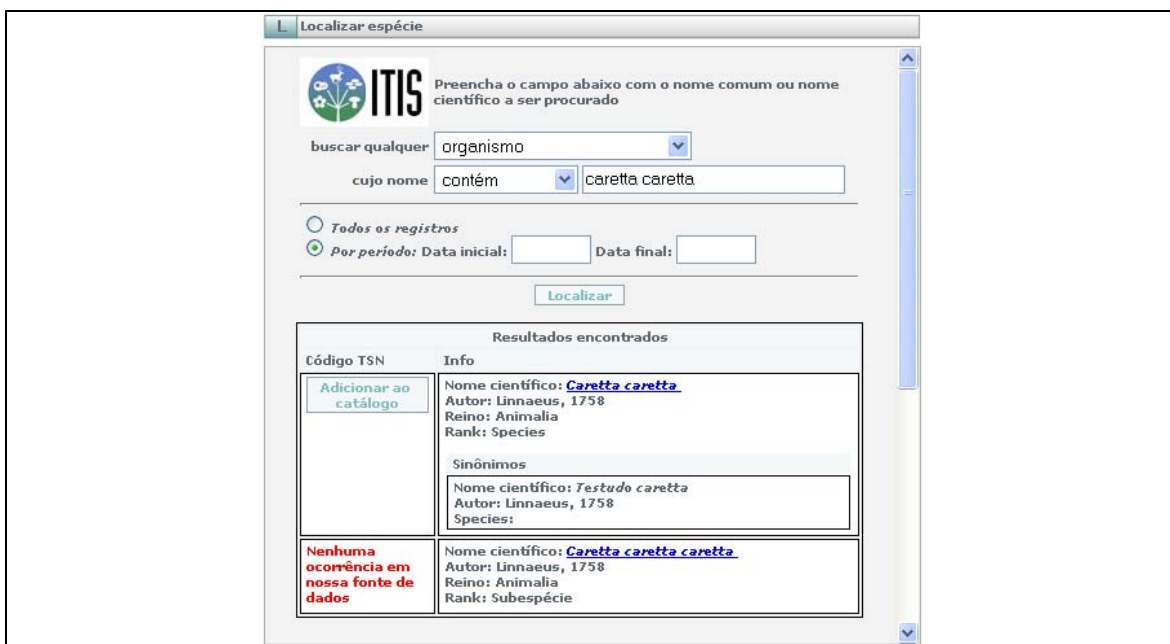 L Localizar espécie
ITIS
Preencha o campo abaixo com o nome comum ou nome
científico a ser procurado
buscar qualquer organismo
cujo nome contém caretta caretta
Todos os registros
Por período: Data inicial: Data final:
Localizar
Resultados encontrados
Código TSN Info
Adicionar ao
catálogo
Nome científico: Caretta caretta
Autor: Linnaeus, 1758
Reino: Animalia
Rank: Species
Sinônimos
Nome científico: Testudo caretta
Autor: Linnaeus, 1758
Species:
Nenhuma
ocorrência em
nossa fonte de
dados
Nome científico: Caretta caretta caretta
Autor: Linnaeus, 1758
Reino: Animalia
Rank: Subespécie